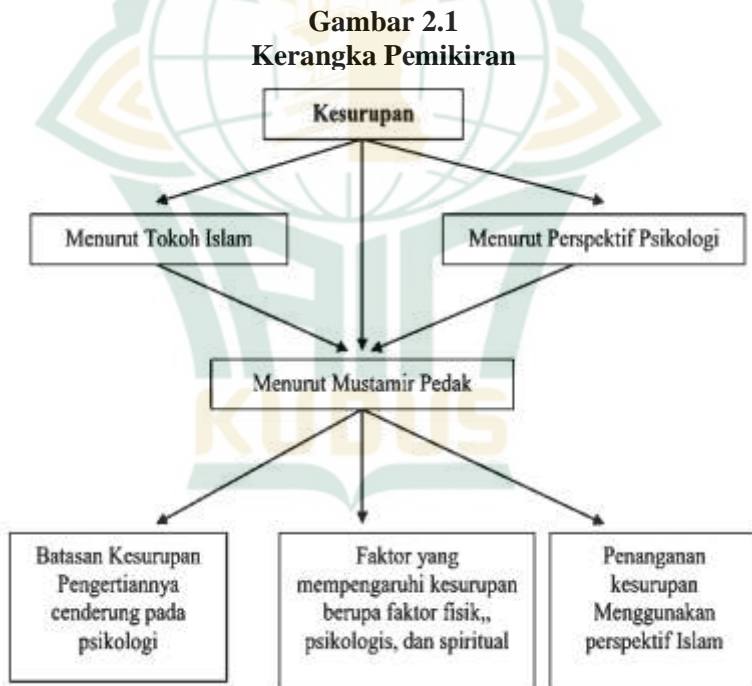 Gambar 2.1
Kerangka Pemikiran
Kesurupan
Menurut Tokoh Islam
Menurut Perspektif Psikologi
Menurut Mustamir Pedak
KUDUS
Batasan Kesurupan
Pengertiannya
cenderung pada
psikologi
Faktor yang
mempengaruhi kesurupan
berupa faktor fisik,,
psikologis, dan spiritual
Penanganan
kesurupan
Menggunakan
perspektif Islam